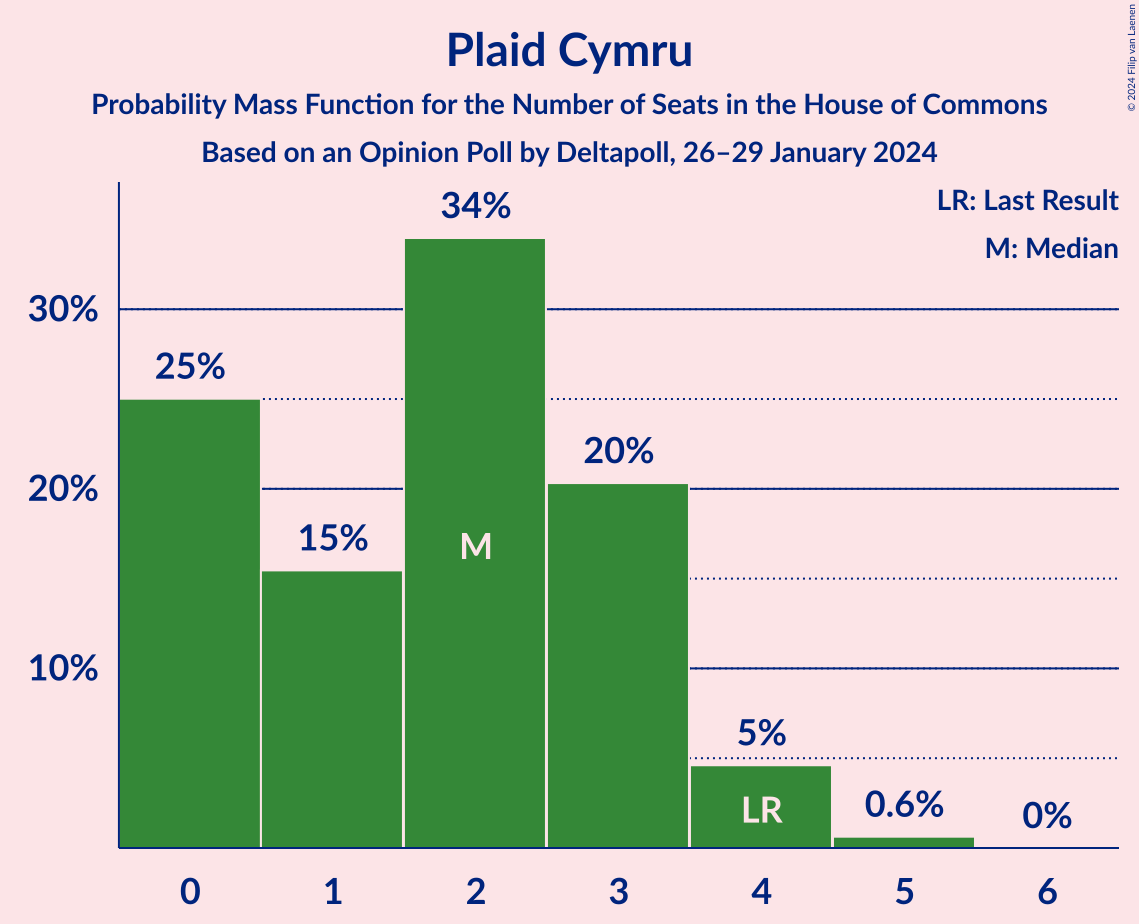 Plaid Cymru
Probability Mass Function for the Number of Seats in the House of Commons
Based on an Opinion Poll by Deltapoll, 26–29 January 2024
© 2024 Filip van Laenen
LR: Last Result
M: Median
34%
30%
25%
20%
20%
15%
M
10%
5%
LR
0.6%
0%
0 1 2 3 4 5 6